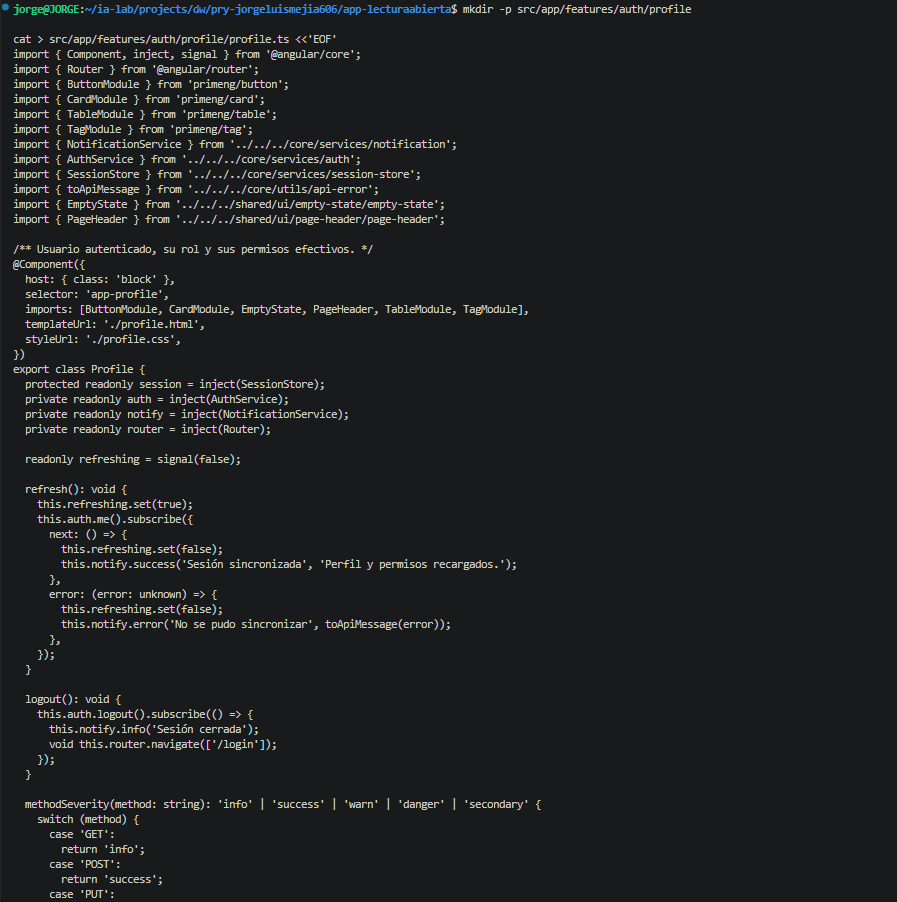 jorge@JORGE:~/ia-lab/projects/dw/pry-jorgeluismejia606/app-lecturaabierta$ mkdir -p src/app/features/auth/profile

cat > src/app/features/auth/profile/profile.ts <<'EOF'
import { Component, inject, signal } from '@angular/core';
import { Router } from '@angular/router';
import { ButtonModule } from 'primeng/button';
import { CardModule } from 'primeng/card';
import { TableModule } from 'primeng/table';
import { TagModule } from 'primeng/tag';
import { NotificationService } from '../../../core/services/notification';
import { AuthService } from '../../../core/services/auth';
import { SessionStore } from '../../../core/services/session-store';
import { toApiMessage } from '../../../core/utils/api-error';
import { EmptyState } from '../../../shared/ui/empty-state/empty-state';
import { PageHeader } from '../../../shared/ui/page-header/page-header';

/** Usuario autenticado, su rol y sus permisos efectivos. */
@Component({
  host: { class: 'block' },
  selector: 'app-profile',
  imports: [ButtonModule, CardModule, EmptyState, PageHeader, TableModule, TagModule],
  templateUrl: './profile.html',
  styleUrl: './profile.css',
})
export class Profile {
  protected readonly session = inject(SessionStore);
  private readonly auth = inject(AuthService);
  private readonly notify = inject(NotificationService);
  private readonly router = inject(Router);

  readonly refreshing = signal(false);

  refresh(): void {
    this.refreshing.set(true);
    this.auth.me().subscribe({
      next: () => {
        this.refreshing.set(false);
        this.notify.success('Sesión sincronizada', 'Perfil y permisos recargados.');
      },
      error: (error: unknown) => {
        this.refreshing.set(false);
        this.notify.error('No se pudo sincronizar', toApiMessage(error));
      },
    });
  }

  logout(): void {
    this.auth.logout().subscribe(() => {
      this.notify.info('Sesión cerrada');
      void this.router.navigate(['/login']);
    });
  }

  methodSeverity(method: string): 'info' | 'success' | 'warn' | 'danger' | 'secondary' {
    switch (method) {
      case 'GET':
        return 'info';
      case 'POST':
        return 'success';
      case 'PUT':